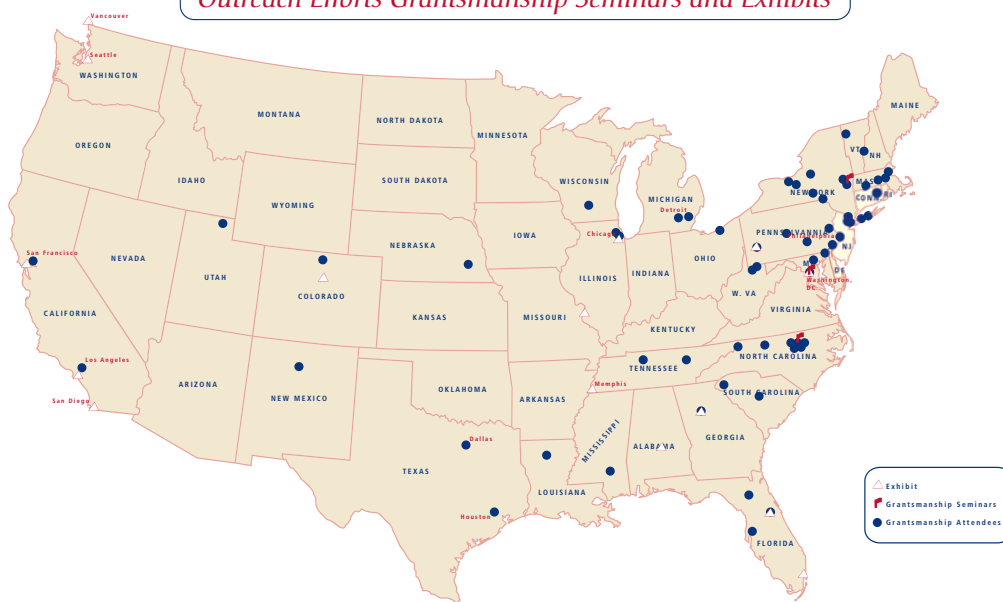 Outreach Efforts Grantsmanship Seminars and Exhibits
Vancouver
Seattle
WASHINGTON
MONTANA
NORTH DAKOTA
MINNESOTA
MAINE
OREGON
IDAHO
SOUTH DAKOTA
WISCONSIN
VT
NH
WYOMING
MICHIGAN
Detroit
NEW YORK
MASS
CONN
RI
San Francisco
NEVADA
UTAH
COLORADO
NEBRASKA
IOWA
Chicago
ILLINOIS
INDIANA
OHIO
PENNSYLVANNIA
Philadelphia
NJ
MD
DE
Washington,
DC
CALIFORNIA
KANSAS
MISSOURI
W. VA
VIRGINIA
KENTUCKY
Los Angeles
San Diego
ARIZONA
NEW MEXICO
OKLAHOMA
ARKANSAS
Memphis
TENNESSEE
NORTH CAROLINA
SOUTH CAROLINA
Dallas
TEXAS
Houston
LOUISIANA
MISSISSIPPI
ALABAMA
GEORGIA
FLORIDA
Exhibit
Grantsmanship Seminars
Grantsmanship Attendees